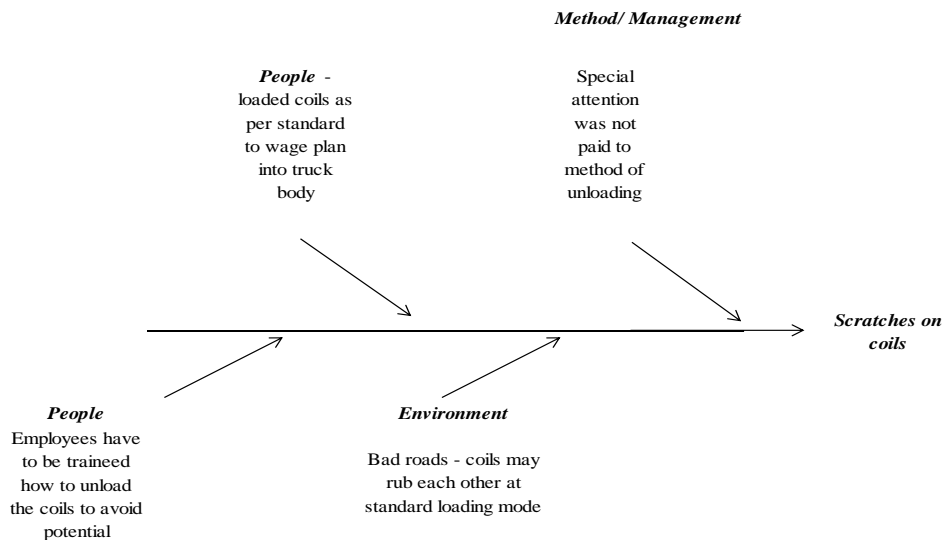 Method/ Management
People -
loaded coils as
per standard
to wage plan
into truck
body
Special
attention
was not
paid to
method of
unloading
Scratches on
coils
People
Employees have
to be traineed
how to unload
the coils to avoid
potential
Environment
Bad roads - coils may
rub each other at
standard loading mode